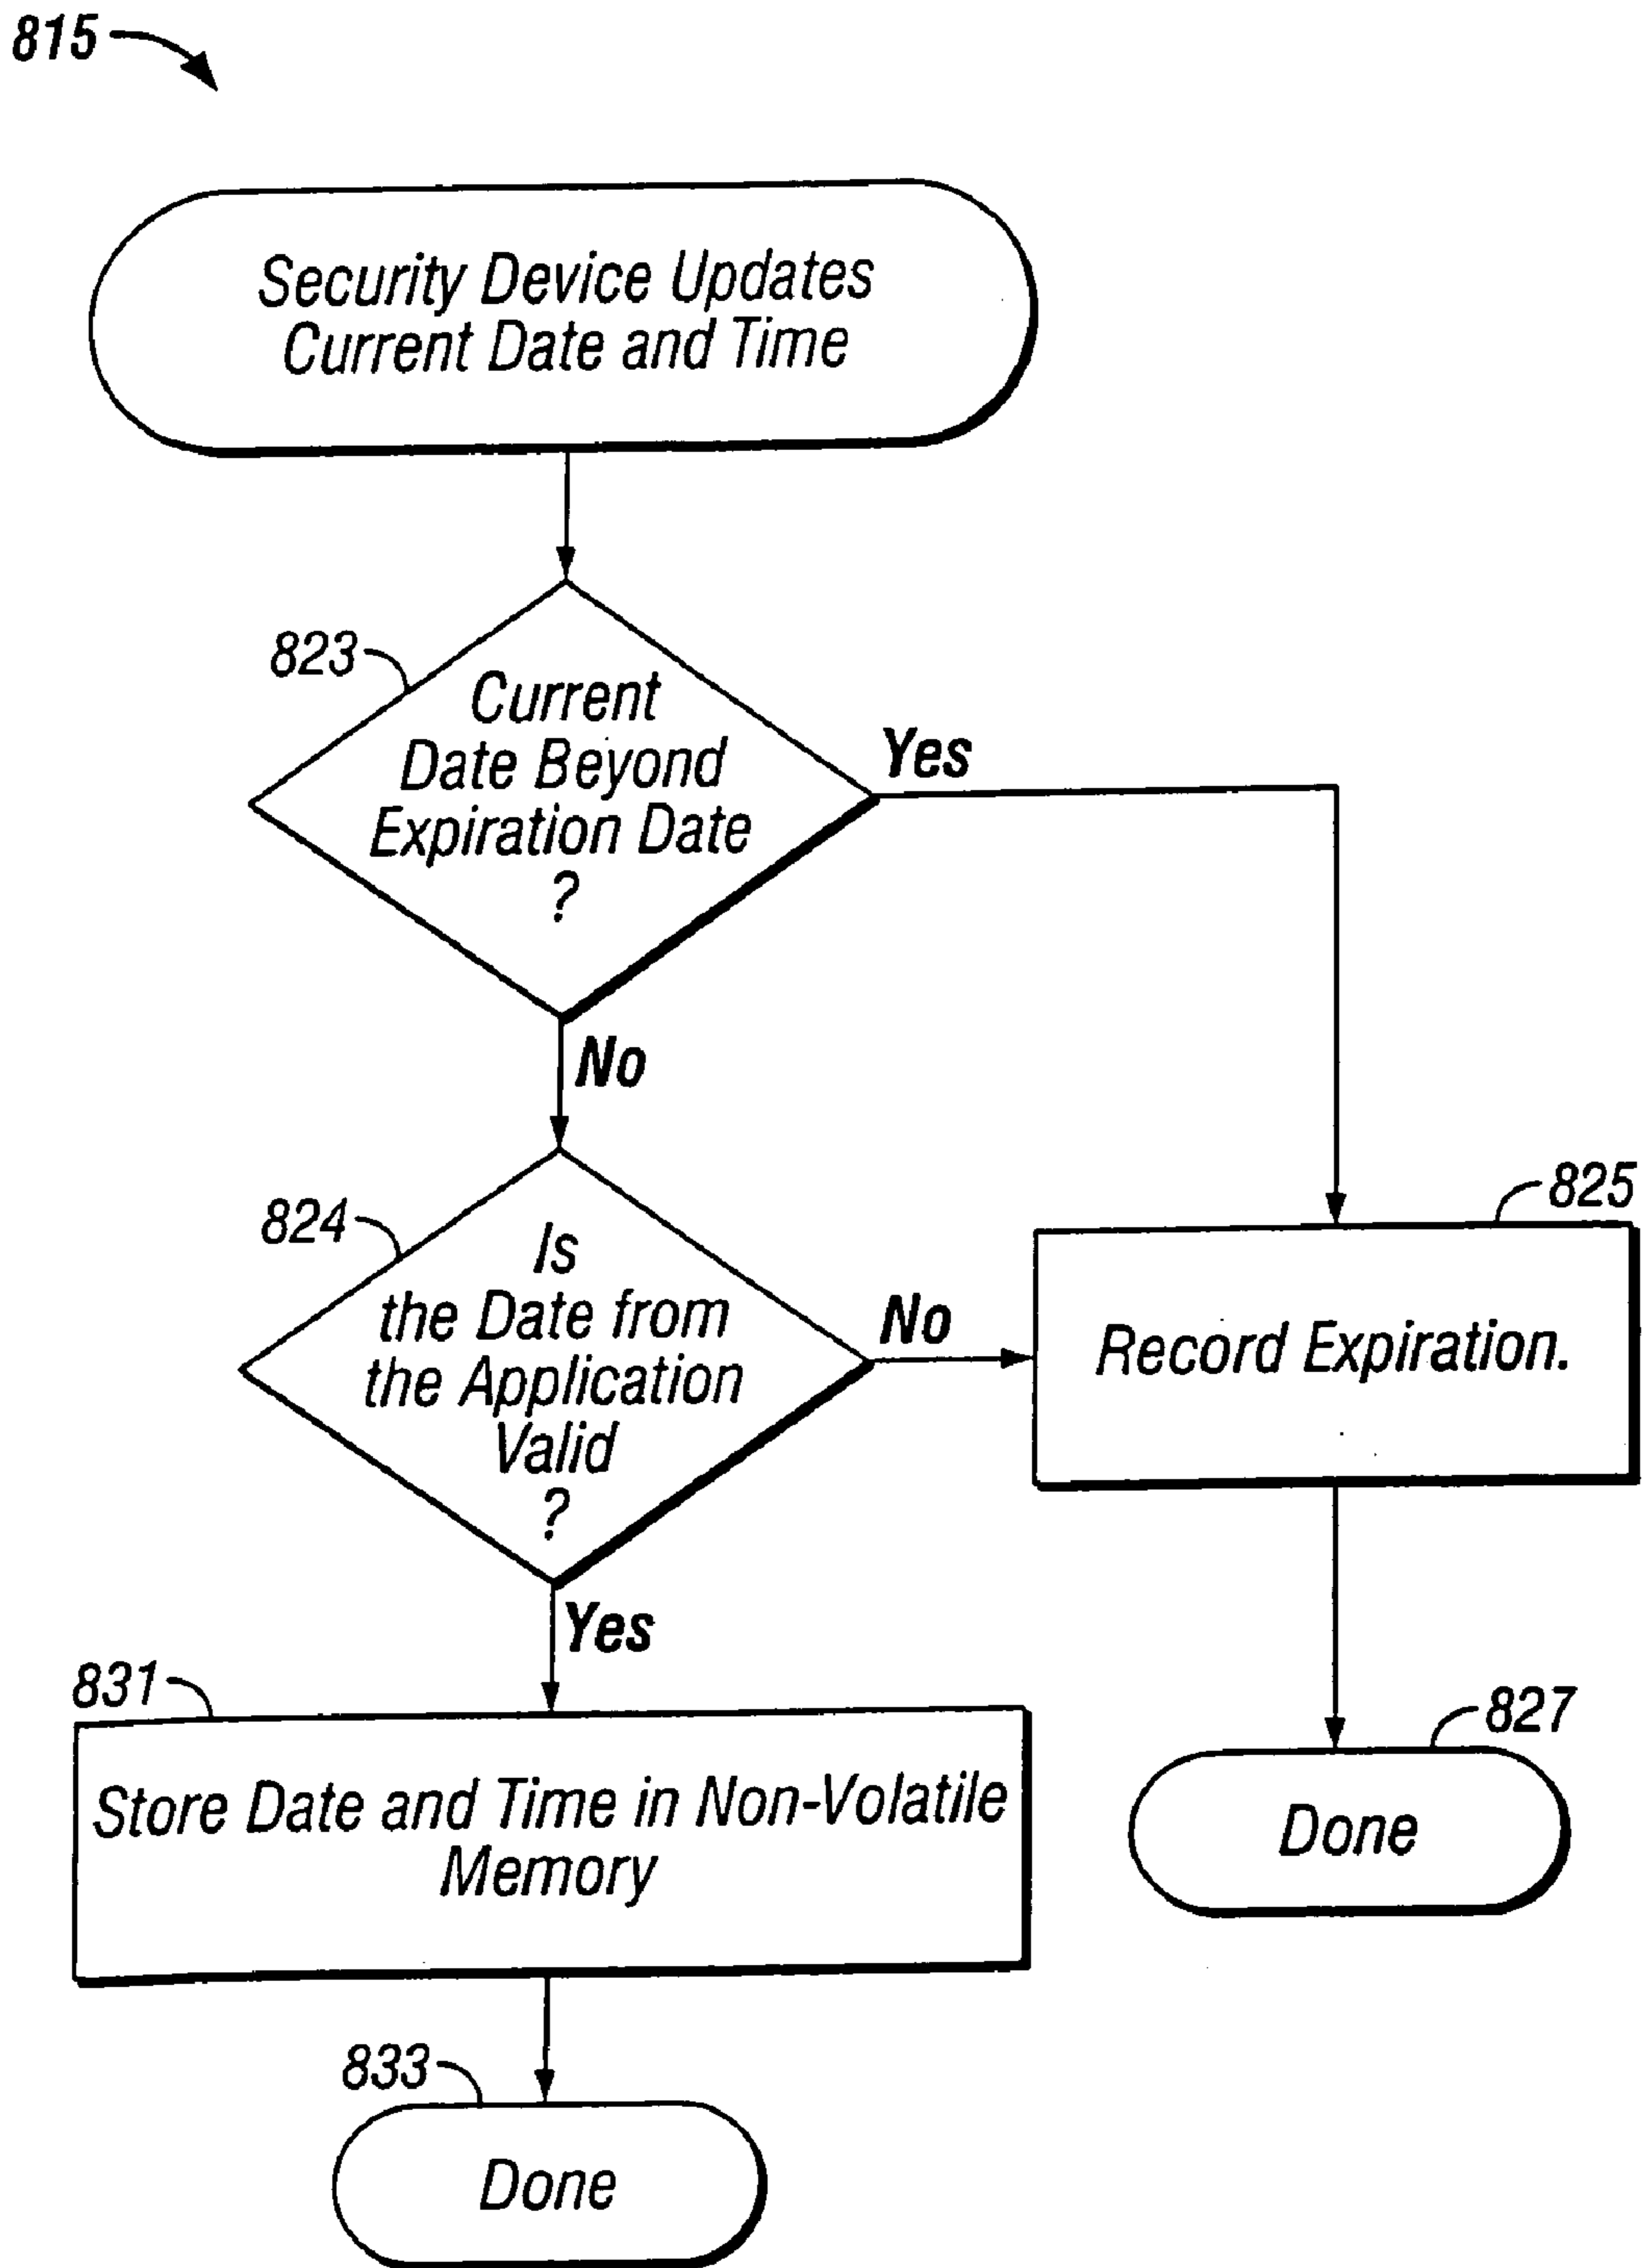 815
Security Device Updates
Current Date and Time
823
Current
Date Beyond
Expiration Date
?
Yes
No
824
Is
the Date from
the Application
Valid
?
No
825
Record Expiration.
Yes
831
Store Date and Time in Non-Volatile
Memory
827
Done
833
Done